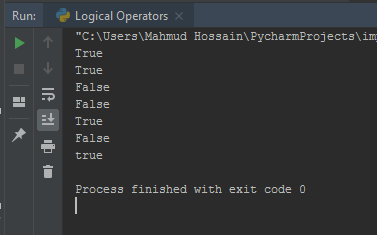 Run: Logical Operators
"C:\Users\Mahmud Hossain\PycharmProjects\im
True
True
False
False
True
False
true
Process finished with exit code 0